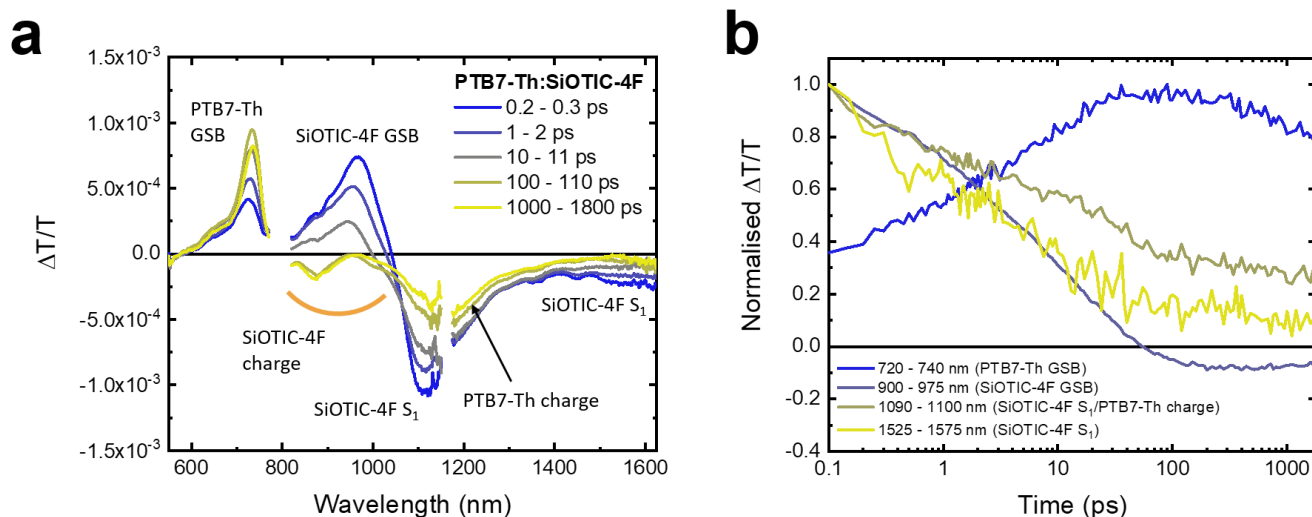 a
1.5x10⁻³
1.0x10⁻³
5.0x10⁻⁴
0.0
-5.0x10⁻⁴
-1.0x10⁻³
-1.5x10⁻³
ΔT/T
600 800 1000 1200 1400 1600
Wavelength (nm)
PTB7-Th
GSB
SiOTIC-4F GSB
PTB7-Th:SiOTIC-4F
0.2 - 0.3 ps
1 - 2 ps
10 - 11 ps
100 - 110 ps
1000 - 1800 ps
SiOTIC-4F
charge
SiOTIC-4F S₁
PTB7-Th charge
SiOTIC-4F S₁
b
1.0
0.8
0.6
0.4
0.2
0.0
-0.2
-0.4
Normalised ΔT/T
720 - 740 nm (PTB7-Th GSB)
900 - 975 nm (SiOTIC-4F GSB)
1090 - 1100 nm (SiOTIC-4F S₁/PTB7-Th charge)
1525 - 1575 nm (SiOTIC-4F S₁)
0.1 1 10 100 1000
Time (ps)